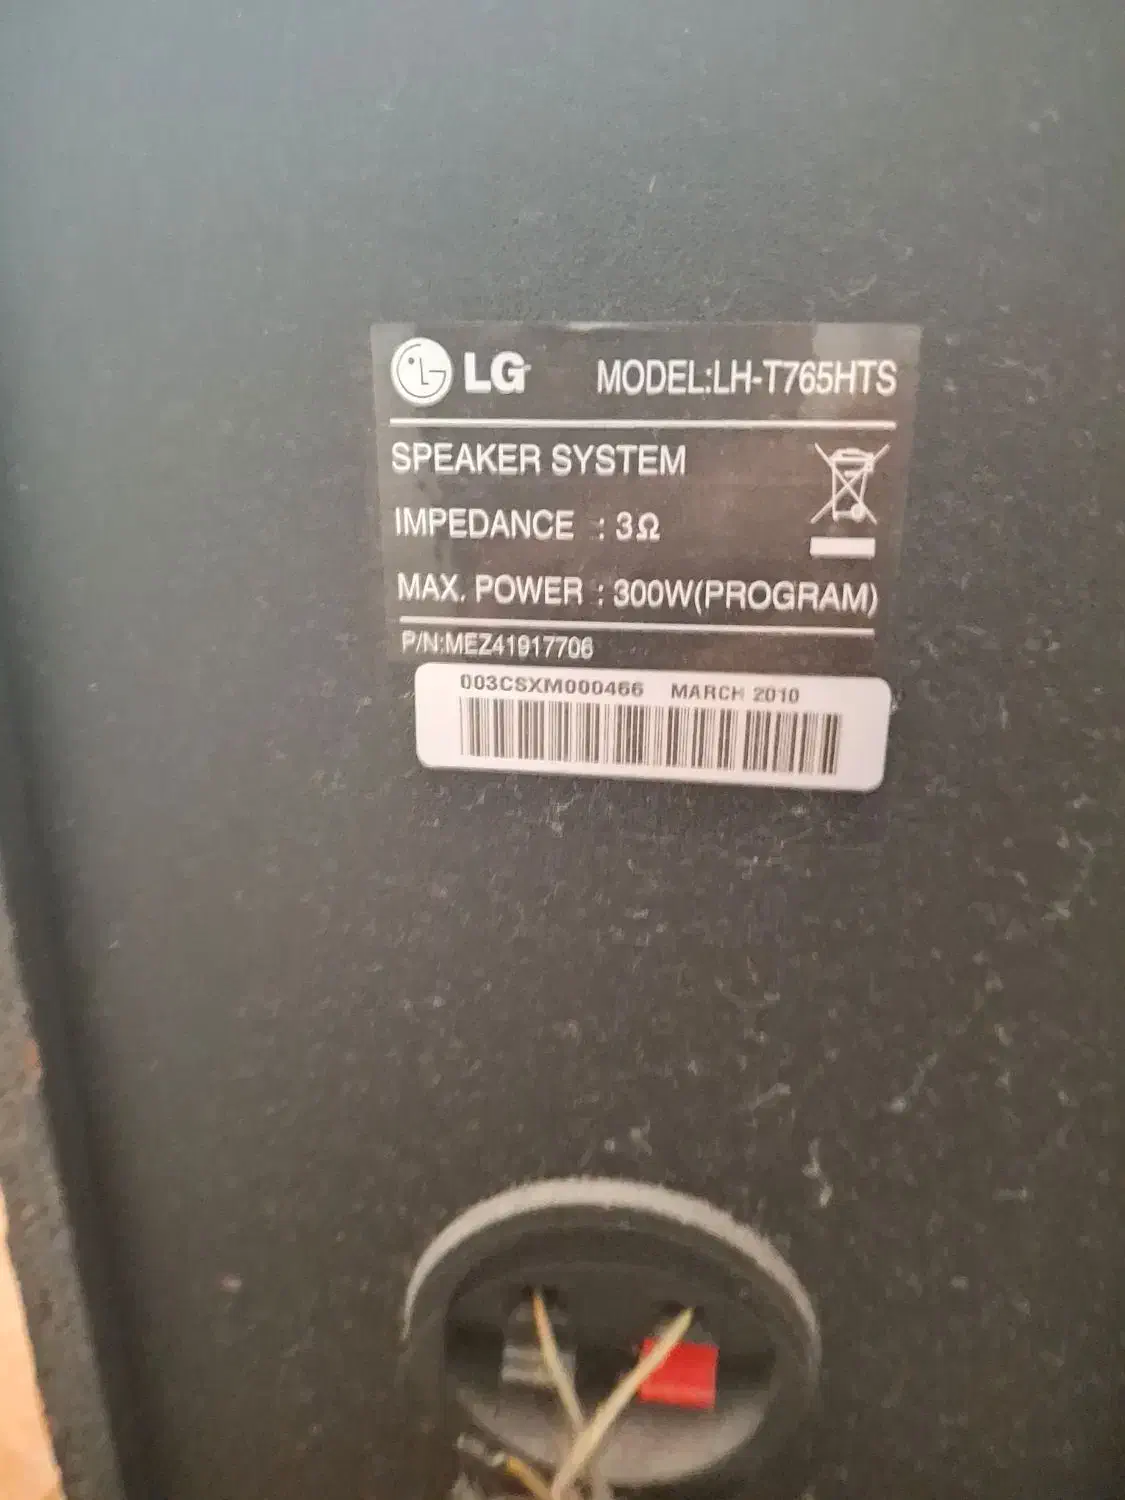 LG MODEL:LH-T765HTS
SPEAKER SYSTEM
IMPEDANCE : 3Ω
MAX. POWER : 300W(PROGRAM)
P/N:MEZ41917706
003CSXM000466 MARCH 2010